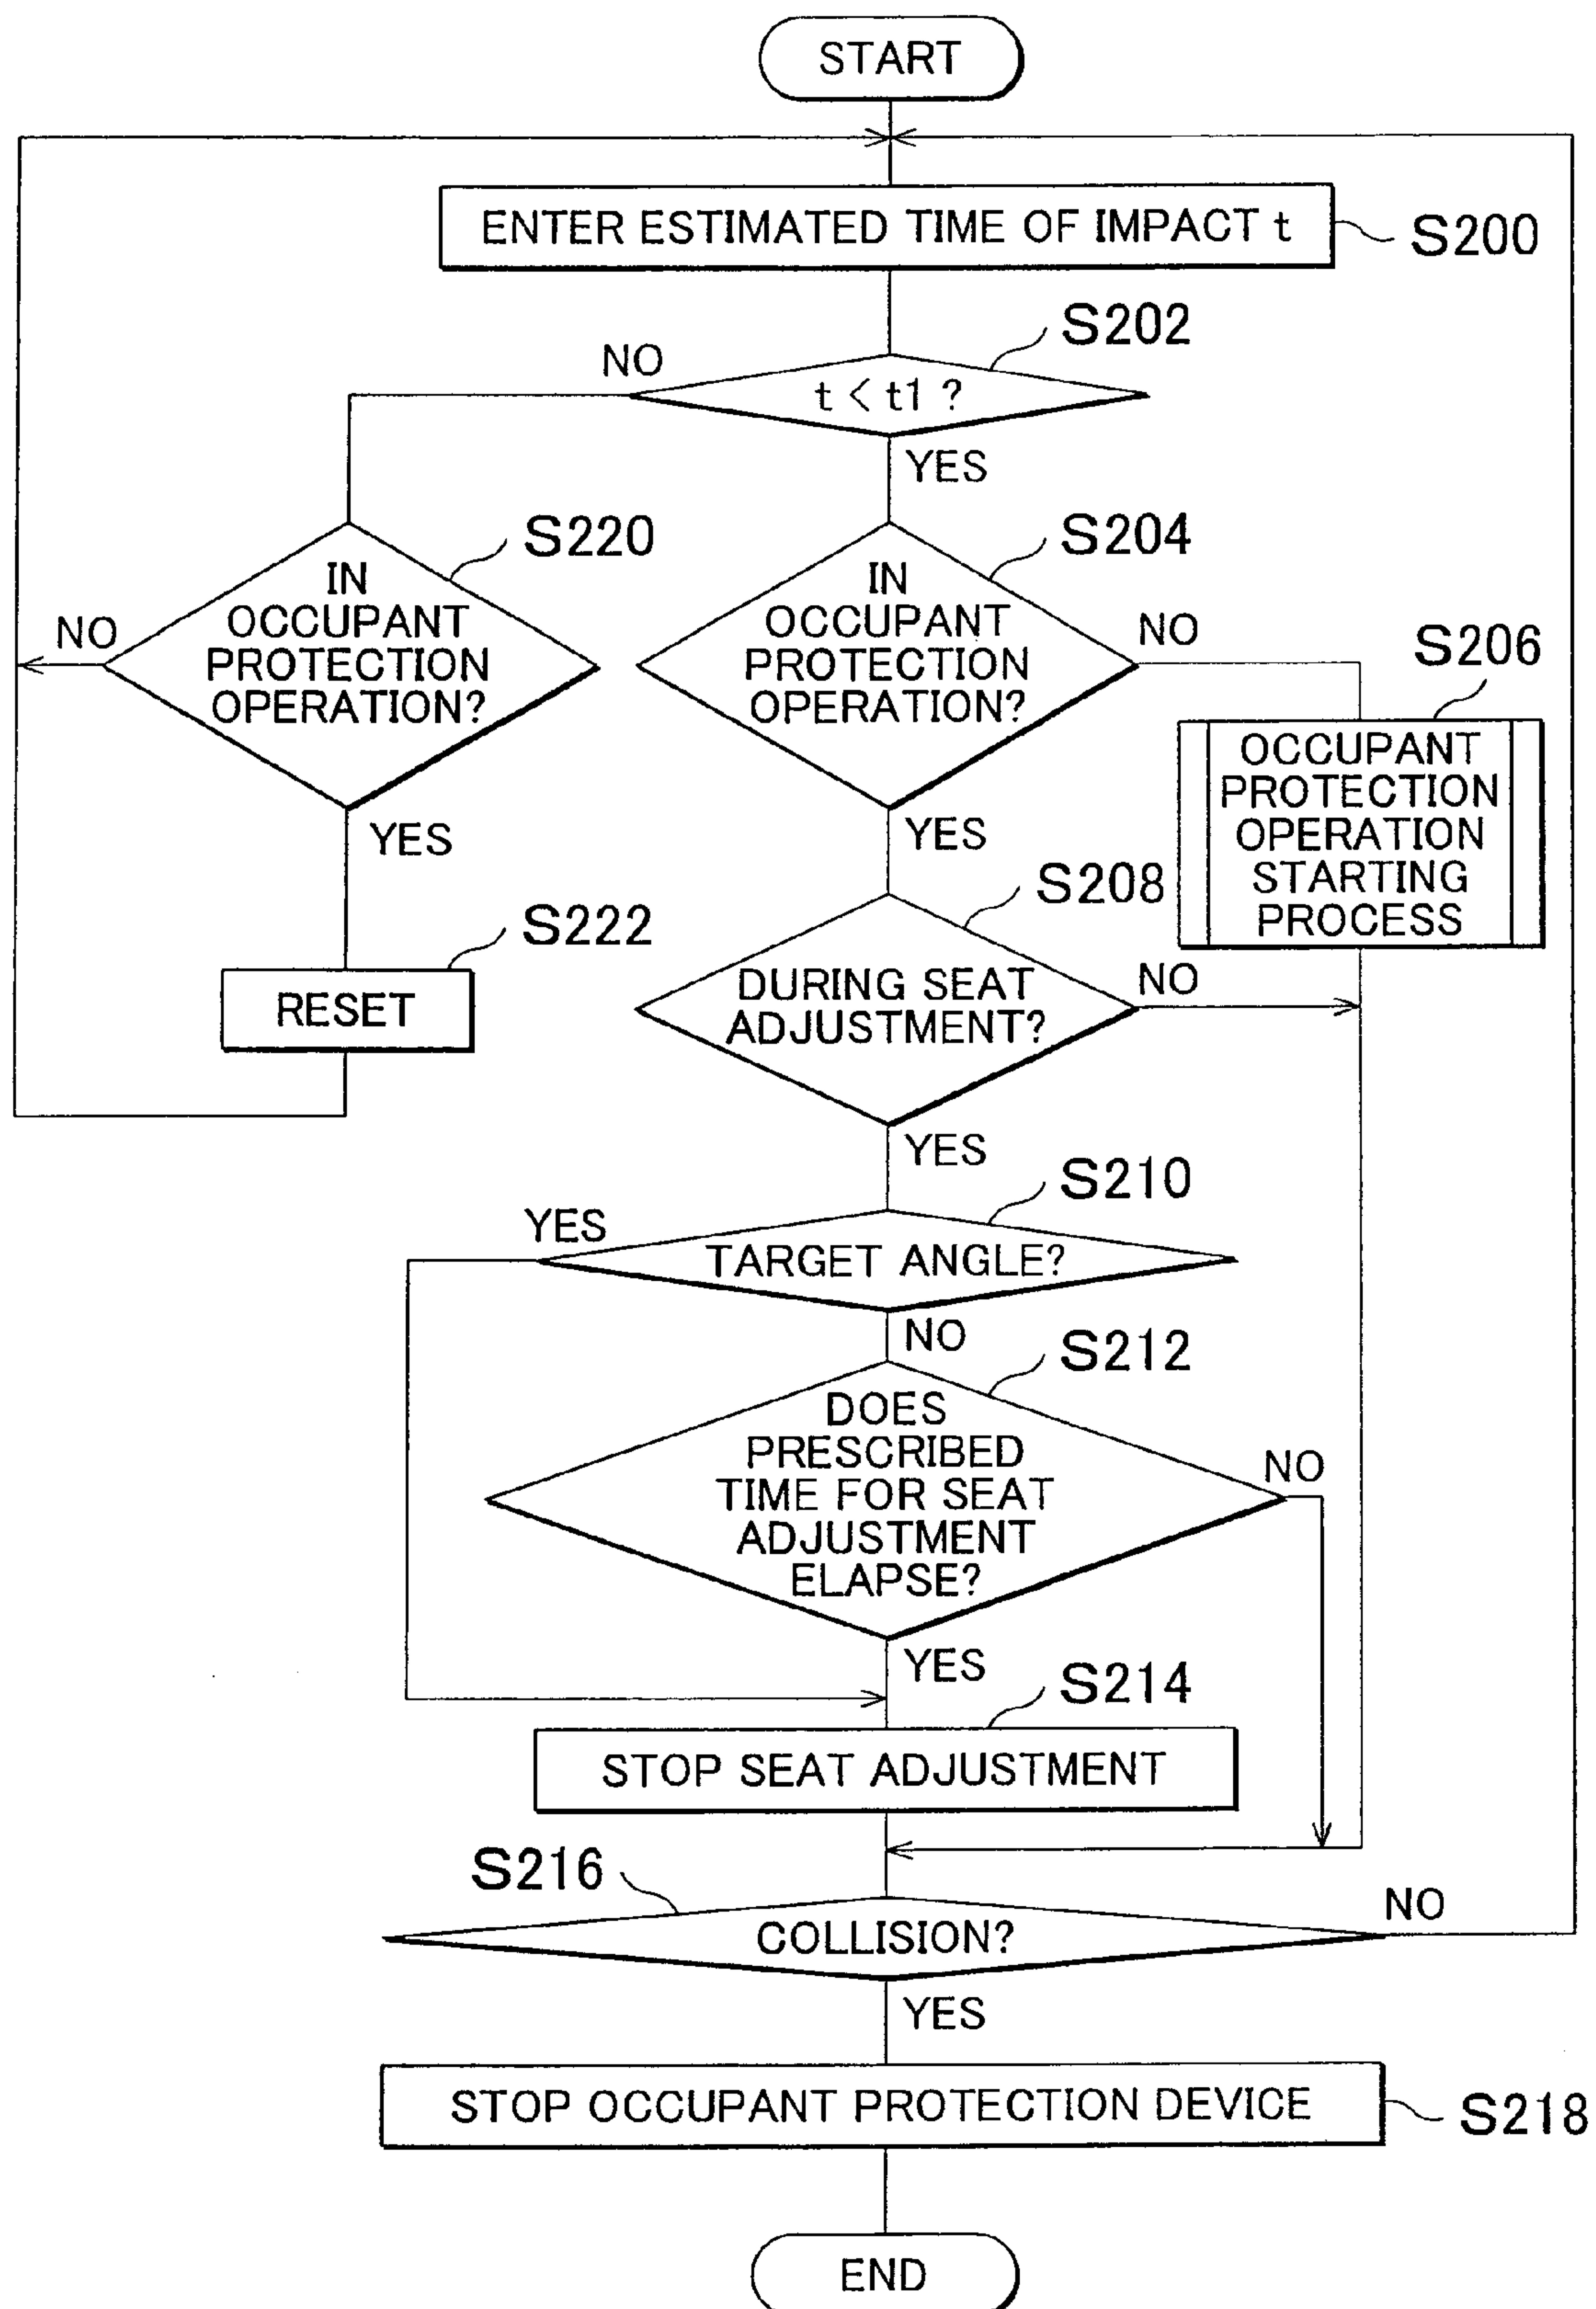 START
ENTER ESTIMATED TIME OF IMPACT t
S200
S202
NO
t < t1 ?
YES
S220
IN
OCCUPANT
PROTECTION
OPERATION?
NO
YES
S204
IN
OCCUPANT
PROTECTION
OPERATION?
NO
YES
S206
OCCUPANT
PROTECTION
OPERATION
STARTING
PROCESS
S222
RESET
S208
DURING SEAT
ADJUSTMENT?
NO
YES
S210
YES
TARGET ANGLE?
NO
S212
DOES
PRESCRIBED
TIME FOR SEAT
ADJUSTMENT
ELAPSE?
NO
YES
S214
STOP SEAT ADJUSTMENT
S216
COLLISION?
NO
YES
STOP OCCUPANT PROTECTION DEVICE
S218
END